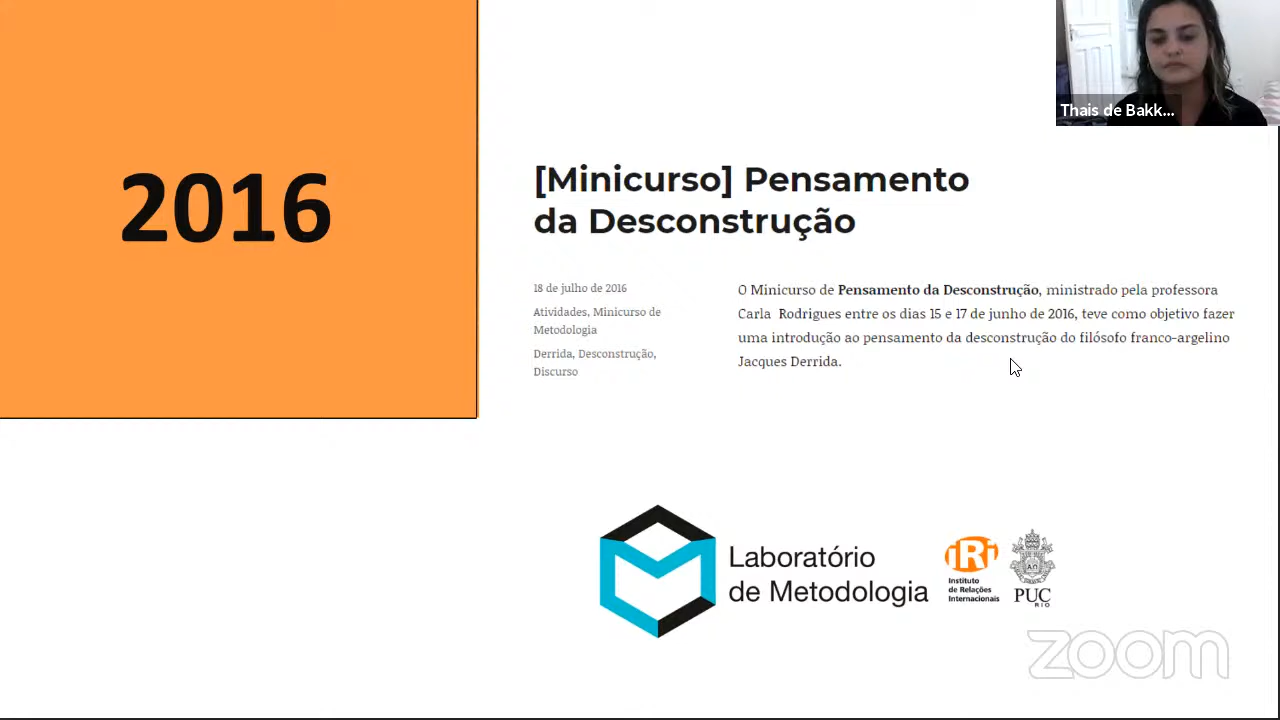 Thais de Bakk...
2016
[Minicurso] Pensamento
da Desconstrução
18 de julho de 2016
Atividades, Minicurso de
Metodologia
Derrida, Desconstrução,
Discurso
O Minicurso de Pensamento da Desconstrução, ministrado pela professora
Carla Rodrigues entre os dias 15 e 17 de junho de 2016, teve como objetivo fazer
uma introdução ao pensamento da desconstrução do filósofo franco-argelino
Jacques Derrida.
Laboratório
de Metodologia
iRi
Instituto
de Relações
Internacionais
PUC
RIO
zoom